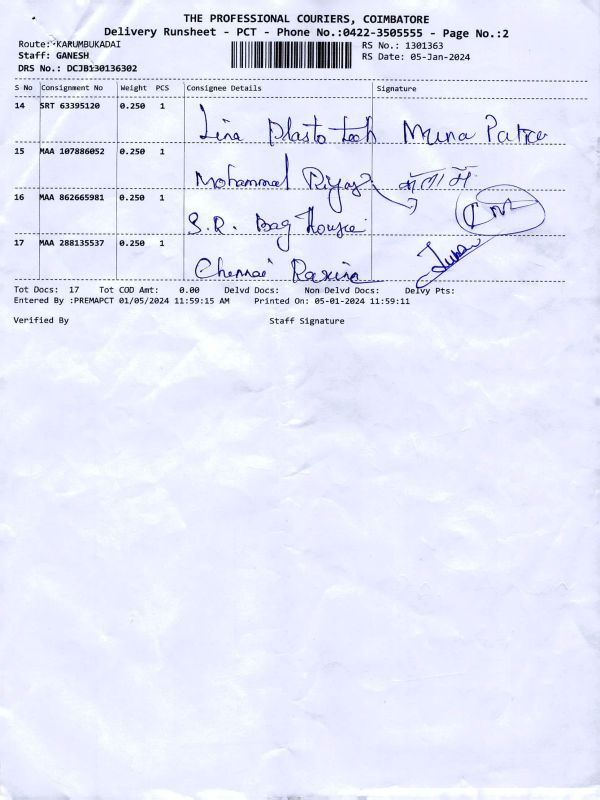 THE PROFESSIONAL COURIERS, COIMBATORE
Delivery Runsheet - PCT - Phone No.:0422-3505555 - Page No.:2
Route: KARUMBUKADAI
RS No.: 1301363
Staff: GANESH
RS Date: 05-Jan-2024
DRS No.: DCJB130136302
S No Consignment No Weight PCS Consignee Details Signature
14 SRT 63395120 0.250 1
Lina Plasto tech Muna
15 MAA 107886052 0.250 1
Mohammed Riyaz
16 MAA 862665981 0.250 1
S.R. Bag House
17 MAA 288135537 0.250 1
Chennai Raxine
Tot Docs: 17 Tot COD Amt: 0.00 Delvd Docs: Non Delvd Docs: Delvy Pts:
Entered By :PREMAPCT 01/05/2024 11:59:15 AM Printed On: 05-01-2024 11:59:11
Verified By Staff Signature